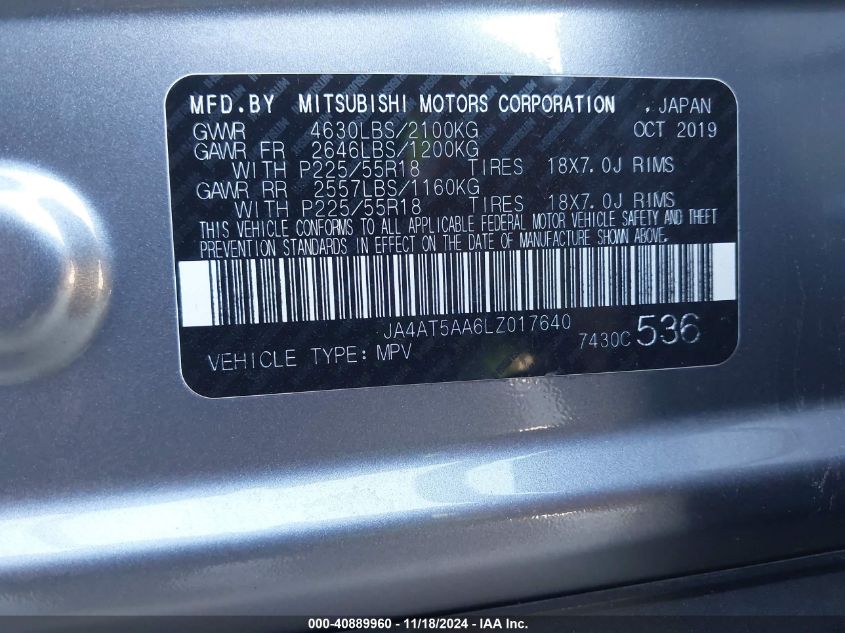 MFD.BY MITSUBISHI MOTORS CORPORATION , JAPAN
GVWR 4630LBS/2100KG OCT 2019
GAWR FR 2646LBS/1200KG
WITH P225/55R18 TIRES 18X7.0J RIMS
GAWR RR 2557LBS/1160KG
WITH P225/55R18 TIRES 18X7.0J RIMS
THIS VEHICLE CONFORMS TO ALL APPLICABLE FEDERAL MOTOR VEHICLE SAFETY AND THEFT
PREVENTION STANDARDS IN EFFECT ON THE DATE OF MANUFACTURE SHOWN ABOVE.
JA4AT5AA6LZ017640
VEHICLE TYPE: MPV 7430C 536
000-40889960 - 11/18/2024 - IAA Inc.